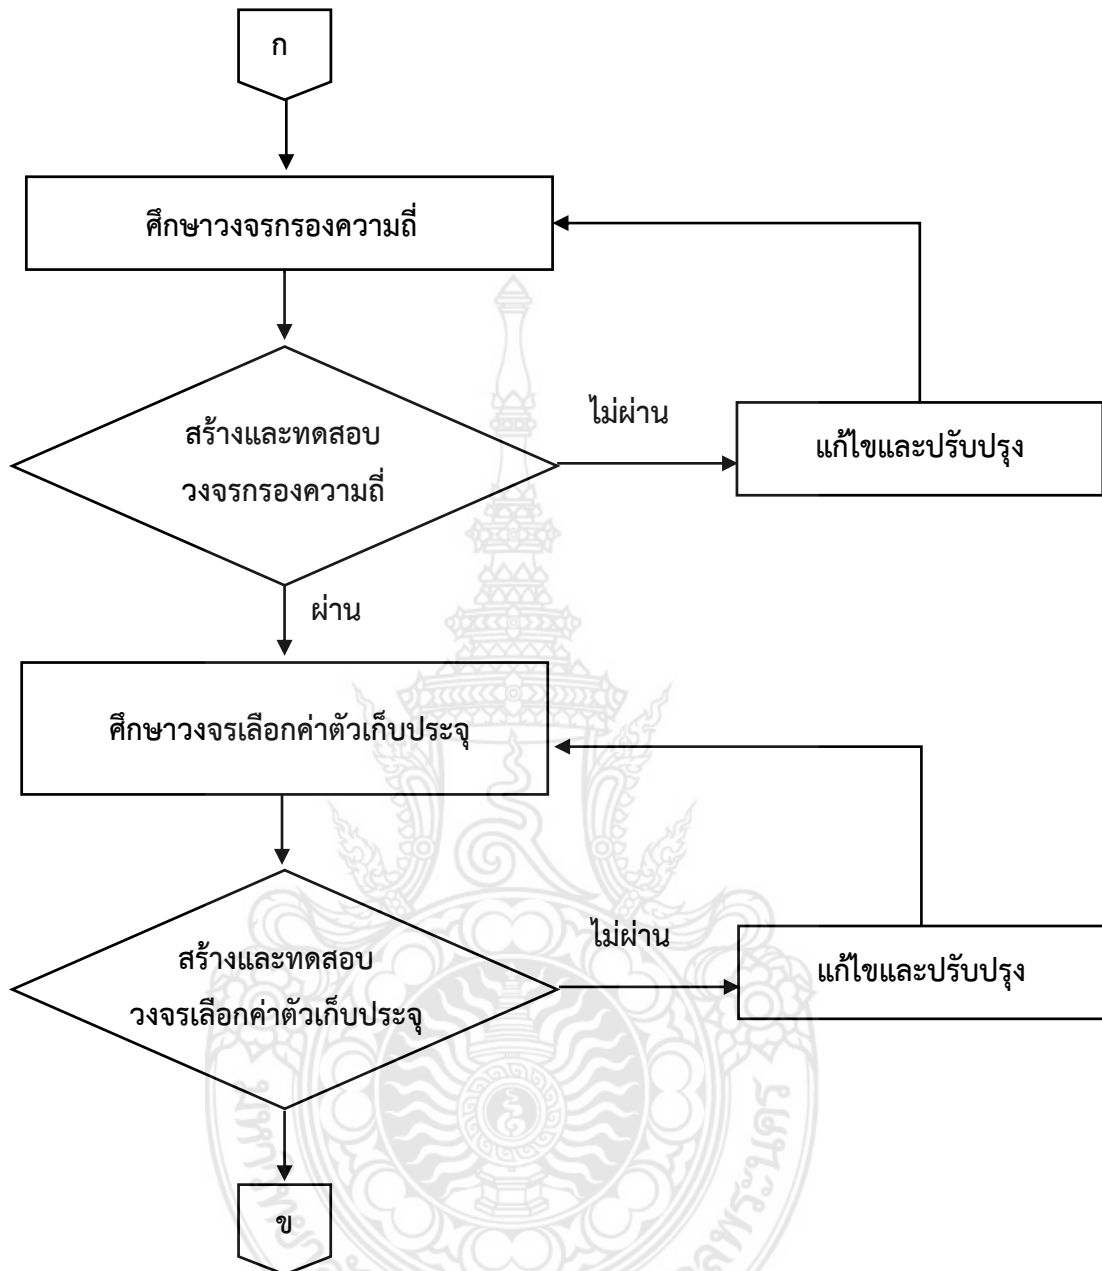 ก
ศึกษาวงจรกรองความถี่
สร้างและทดสอบ
วงจรกรองความถี่
ไม่ผ่าน
แก้ไขและปรับปรุง
ผ่าน
ศึกษาวงจรเลือกค่าตัวเก็บประจุ
สร้างและทดสอบ
วงจรเลือกค่าตัวเก็บประจุ
ไม่ผ่าน
แก้ไขและปรับปรุง
ข